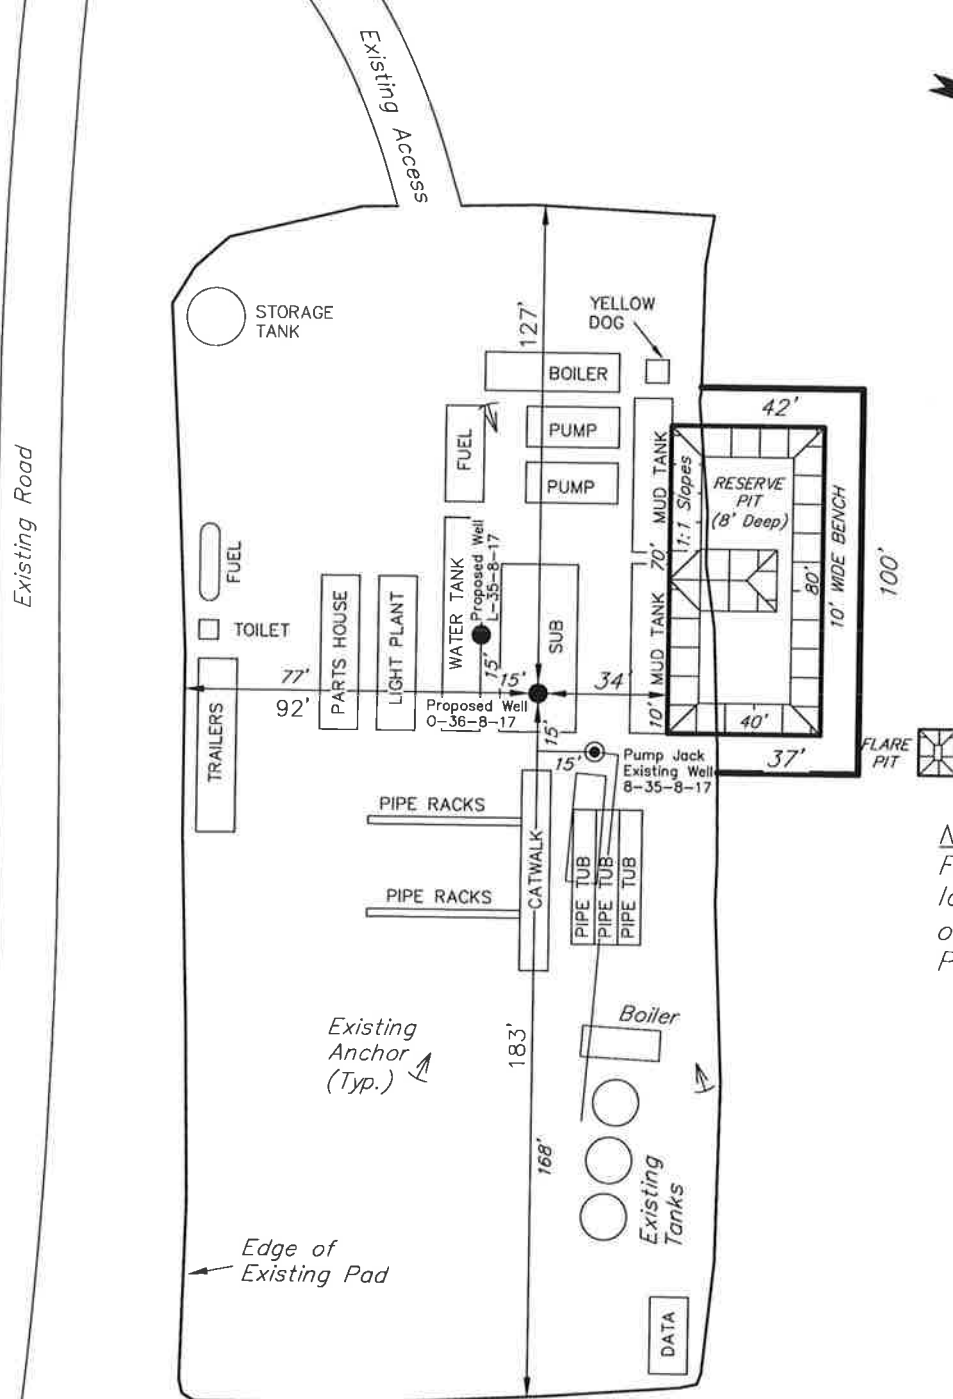 Existing Access
Existing Road
STORAGE
TANK
127'
YELLOW
DOG
BOILER
PUMP
PUMP
FUEL
MUD TANK
1:1 Slopes
42'
RESERVE
PIT
(8' Deep)
10' WIDE BENCH
100'
80'
70'
FUEL
TOILET
PARTS HOUSE
LIGHT PLANT
WATER TANK
Proposed Well
L-35-8-17
SUB
MUD TANK
15'
15'
77'
92'
34'
10'
40'
Proposed Well
O-36-8-17
TRAILERS
15'
15'
Pump Jack
Existing Well
8-35-8-17
37'
FLARE
PIT
PIPE RACKS
PIPE RACKS
CATWALK
PIPE TUB
PIPE TUB
PIPE TUB
Existing
Anchor
(Typ.)
183'
Boiler
168'
Existing
Tanks
Edge of
Existing Pad
DATA